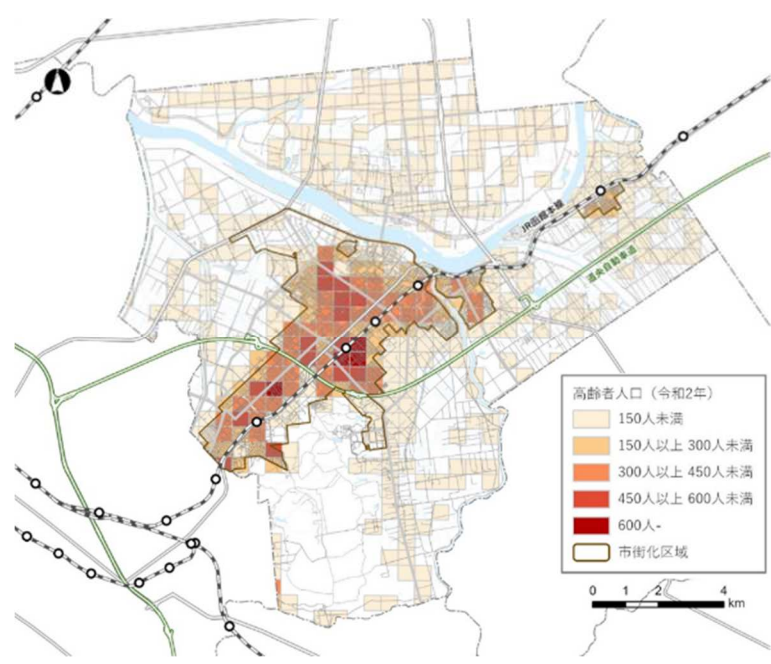 JR函館本線
道央自動車道
高齢者人口（令和2年）
150人未満
150人以上 300人未満
300人以上 450人未満
450人以上 600人未満
600人-
市街化区域
0 1 2 4
km